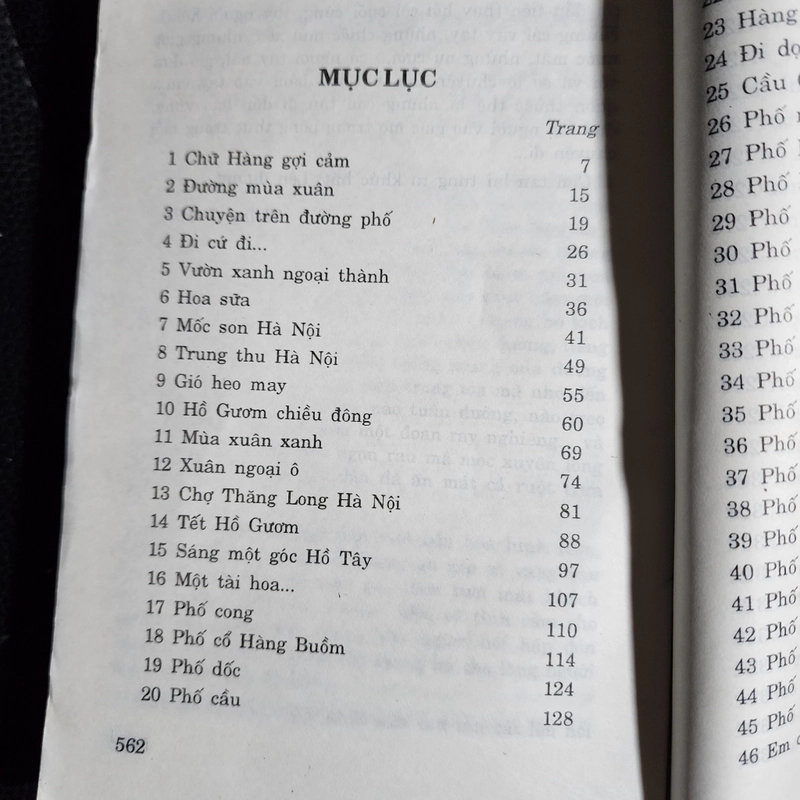 MỤC LỤC
Trang
1 Chữ Hàng gợi cảm 7
2 Đường mùa xuân 15
3 Chuyện trên đường phố 19
4 Đi cứ đi... 26
5 Vườn xanh ngoại thành 31
6 Hoa sữa 36
7 Mốc son Hà Nội 41
8 Trung thu Hà Nội 49
9 Gió heo may 55
10 Hồ Gươm chiều đông 60
11 Mùa xuân xanh 69
12 Xuân ngoại ô 74
13 Chợ Thăng Long Hà Nội 81
14 Tết Hồ Gươm 88
15 Sáng một góc Hồ Tây 97
16 Một tài hoa... 107
17 Phố cong 110
18 Phố cổ Hàng Buồm 114
19 Phố dốc 124
20 Phố cầu 128
562
23 Hàng
24 Đi
25 Cầu
26 Phố
27 Phố
28 Phố
29 Phố
30 Phố
31 Phố
32 Phố
33 Phố
34 Phố
35 Phố
36 Phố
37 Phố
38 Phố
39 Phố
40 Phố
41 Phố
42 Phố
43 Phố
44 Phố
45 Phố
46 Em